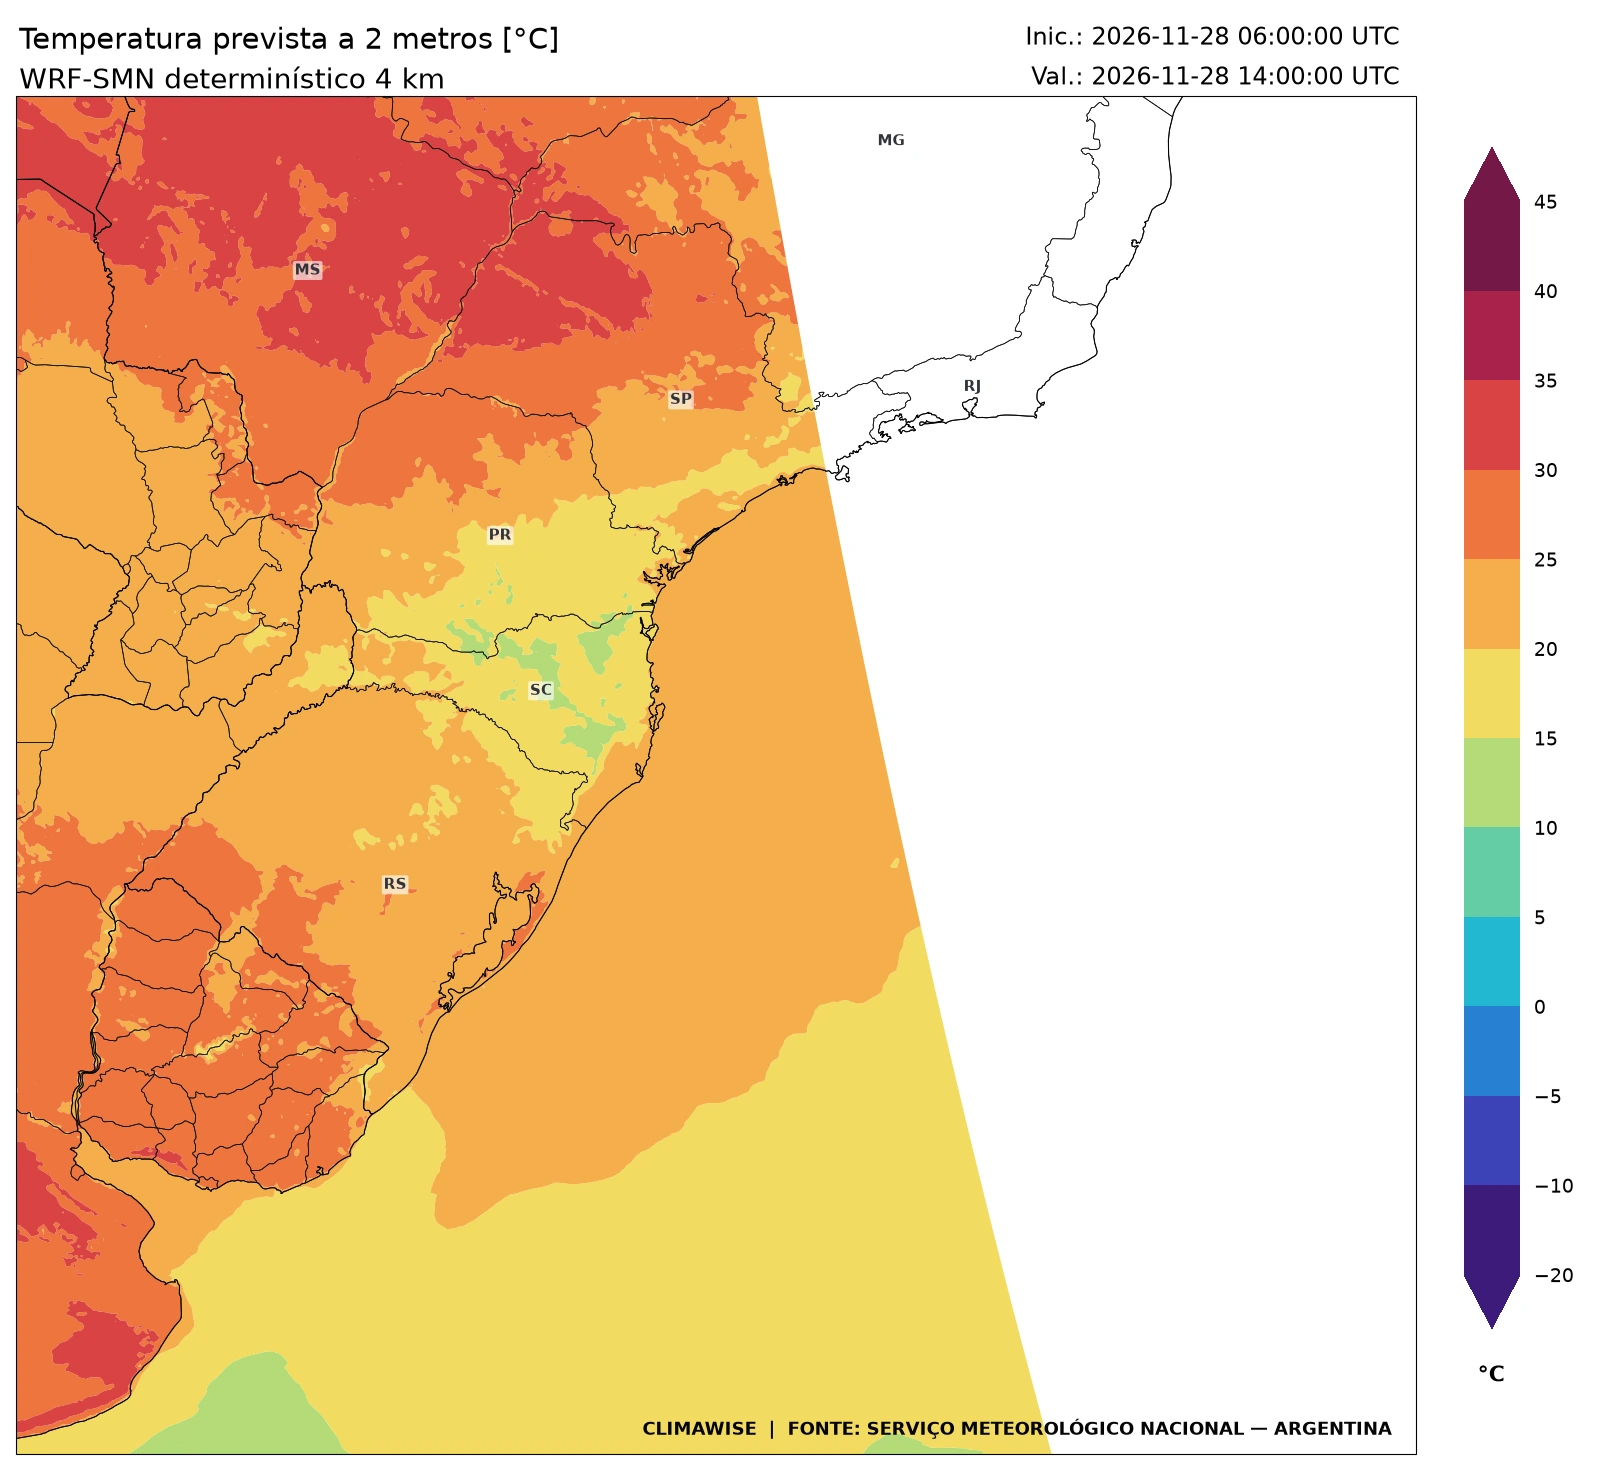 Temperatura prevista a 2 metros [°C]
WRF-SMN determinístico 4 km
Inic.: 2026-11-28 06:00:00 UTC
Val.: 2026-11-28 14:00:00 UTC
MG
MS
RJ
SP
PR
SC
RS
45
40
35
30
25
20
15
10
5
0
−5
−10
−20
°C
CLIMAWISE | FONTE: SERVIÇO METEOROLÓGICO NACIONAL — ARGENTINA